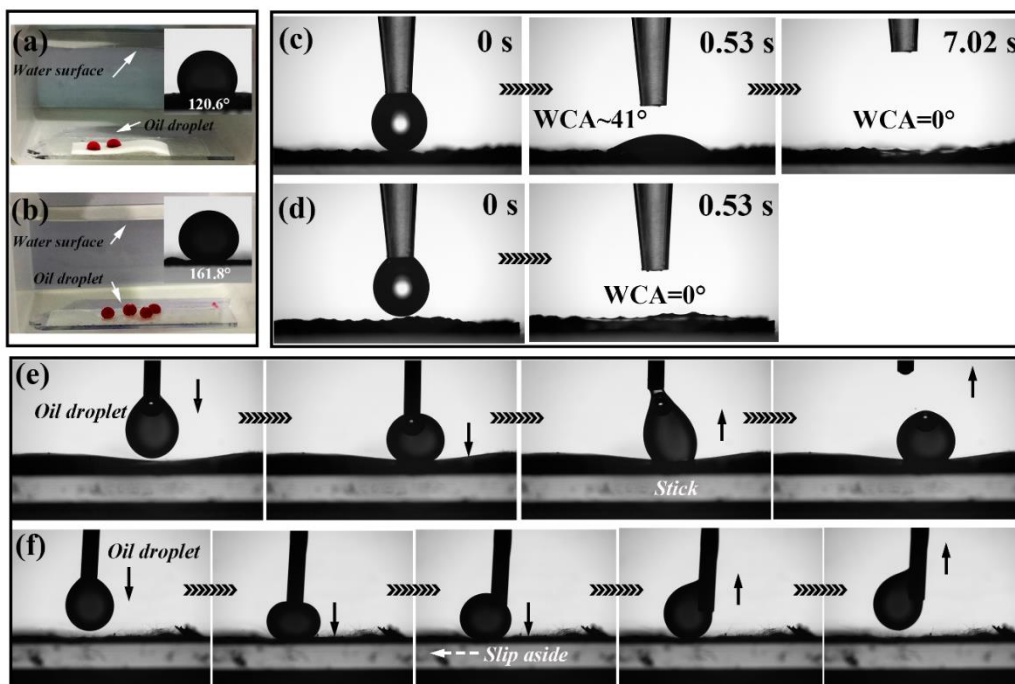 (a)
Water surface
Oil droplet
120.6°
(b)
Water surface
Oil droplet
161.8°
(c)
0 s
WCA~41°
0.53 s
WCA=0°
7.02 s
(d)
0 s
WCA=0°
0.53 s
(e)
Oil droplet
Stick
(f)
Oil droplet
Slip aside